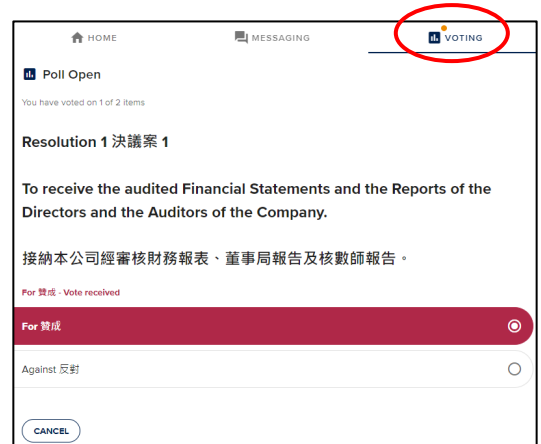 HOME
MESSAGING
VOTING
Poll Open
You have voted on 1 of 2 items
Resolution 1 決議案 1
To receive the audited Financial Statements and the Reports of the
Directors and the Auditors of the Company.
接納本公司經審核財務報表、董事局報告及核數師報告。
For 贊成 - Vote received
For 贊成
Against 反對
CANCEL